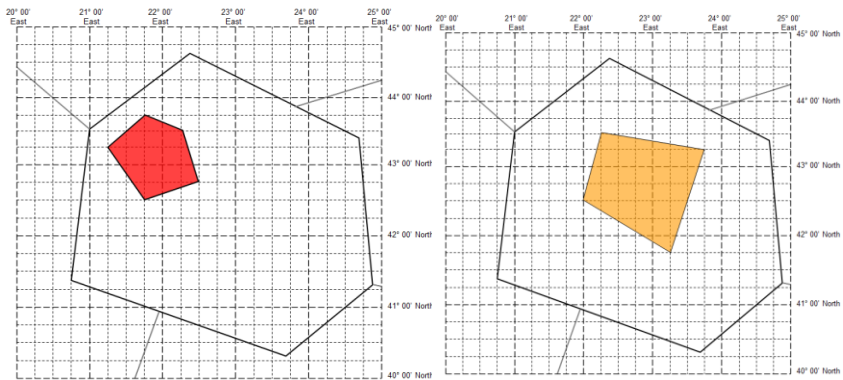 20° 00' 21° 00' 22° 00' 23° 00' 24° 00' 25° 00'
East East East East East East
45° 00' North
44° 00' North
43° 00' North
42° 00' North
41° 00' North
40° 00' North
20° 00' 21° 00' 22° 00' 23° 00' 24° 00' 25° 00'
East East East East East East
45° 00' North
44° 00' North
43° 00' North
42° 00' North
41° 00' North
40° 00' North